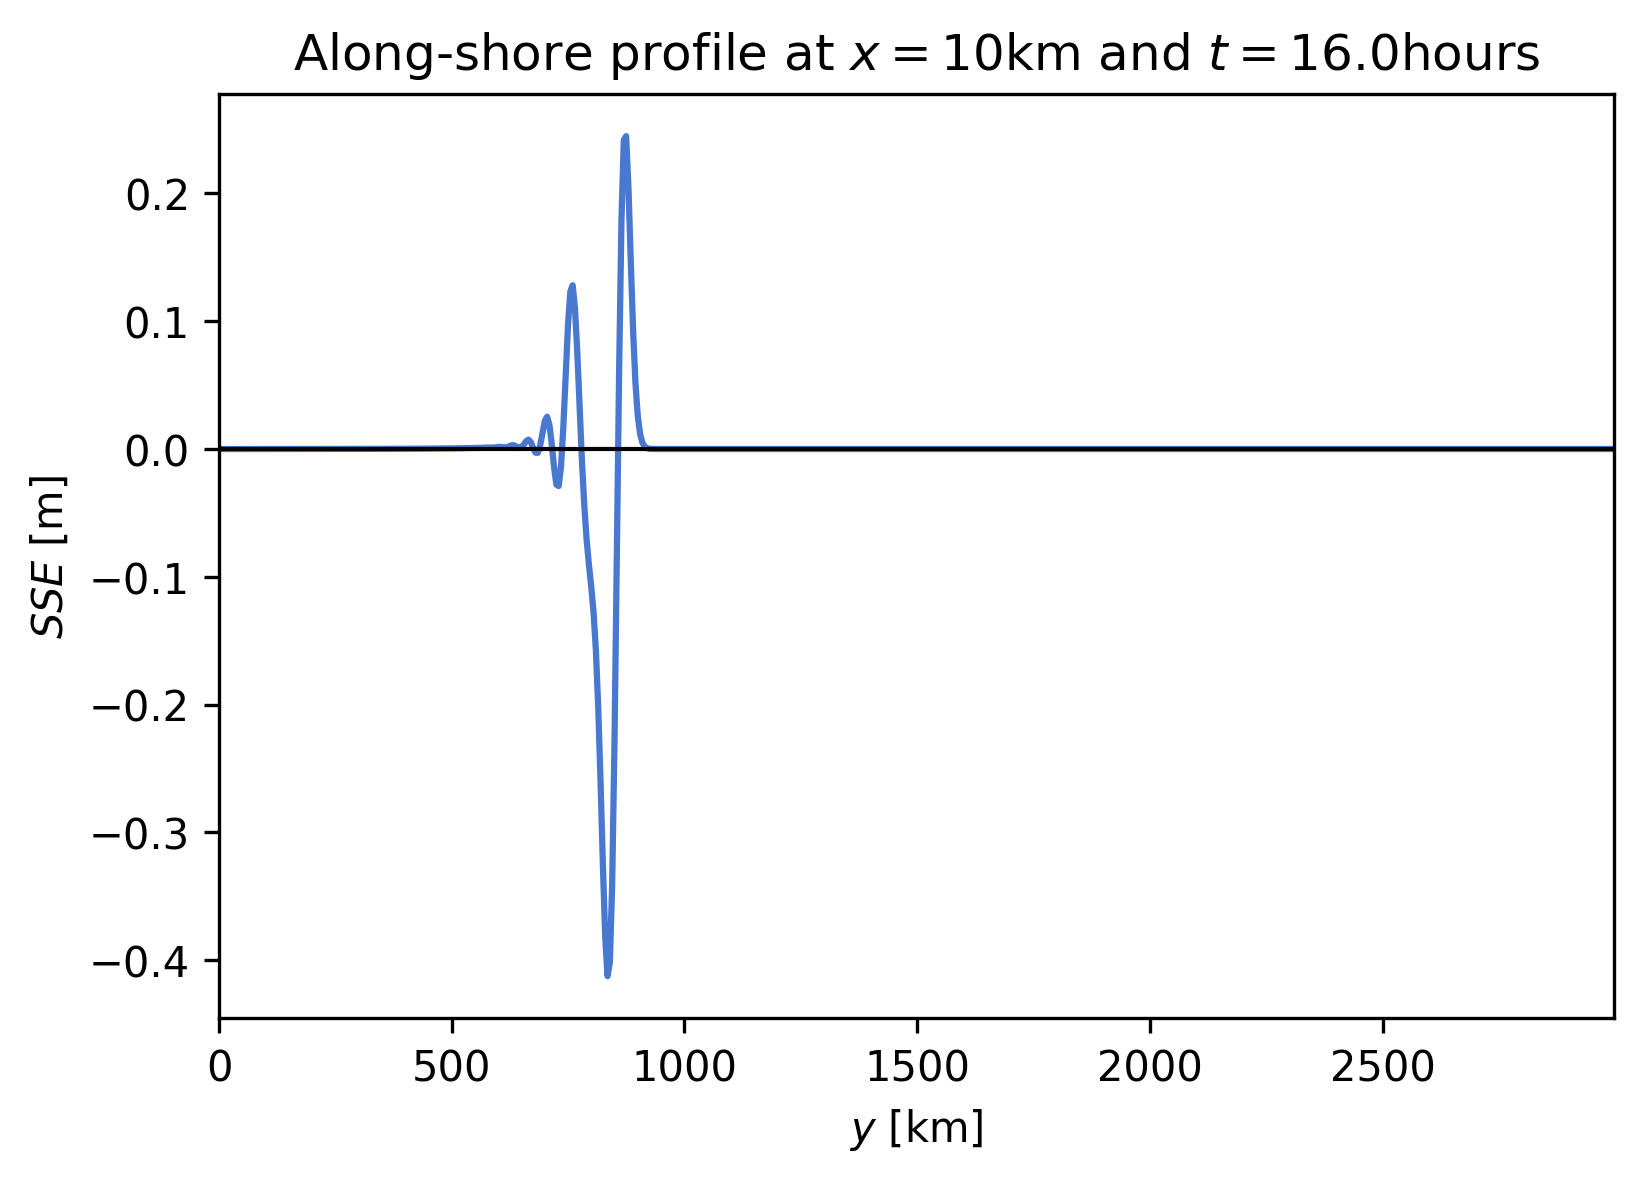 Along-shore profile at x = 10km and t = 16.0hours
SSE [m]
0.2
0.1
0.0
−0.1
−0.2
−0.3
−0.4
0 500 1000 1500 2000 2500
y [km]